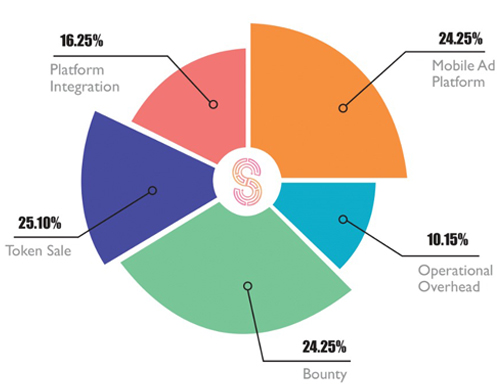 16.25%
Platform
Integration
24.25%
Mobile Ad
Platform
25.10%
Token Sale
10.15%
Operational
Overhead
24.25%
Bounty
S